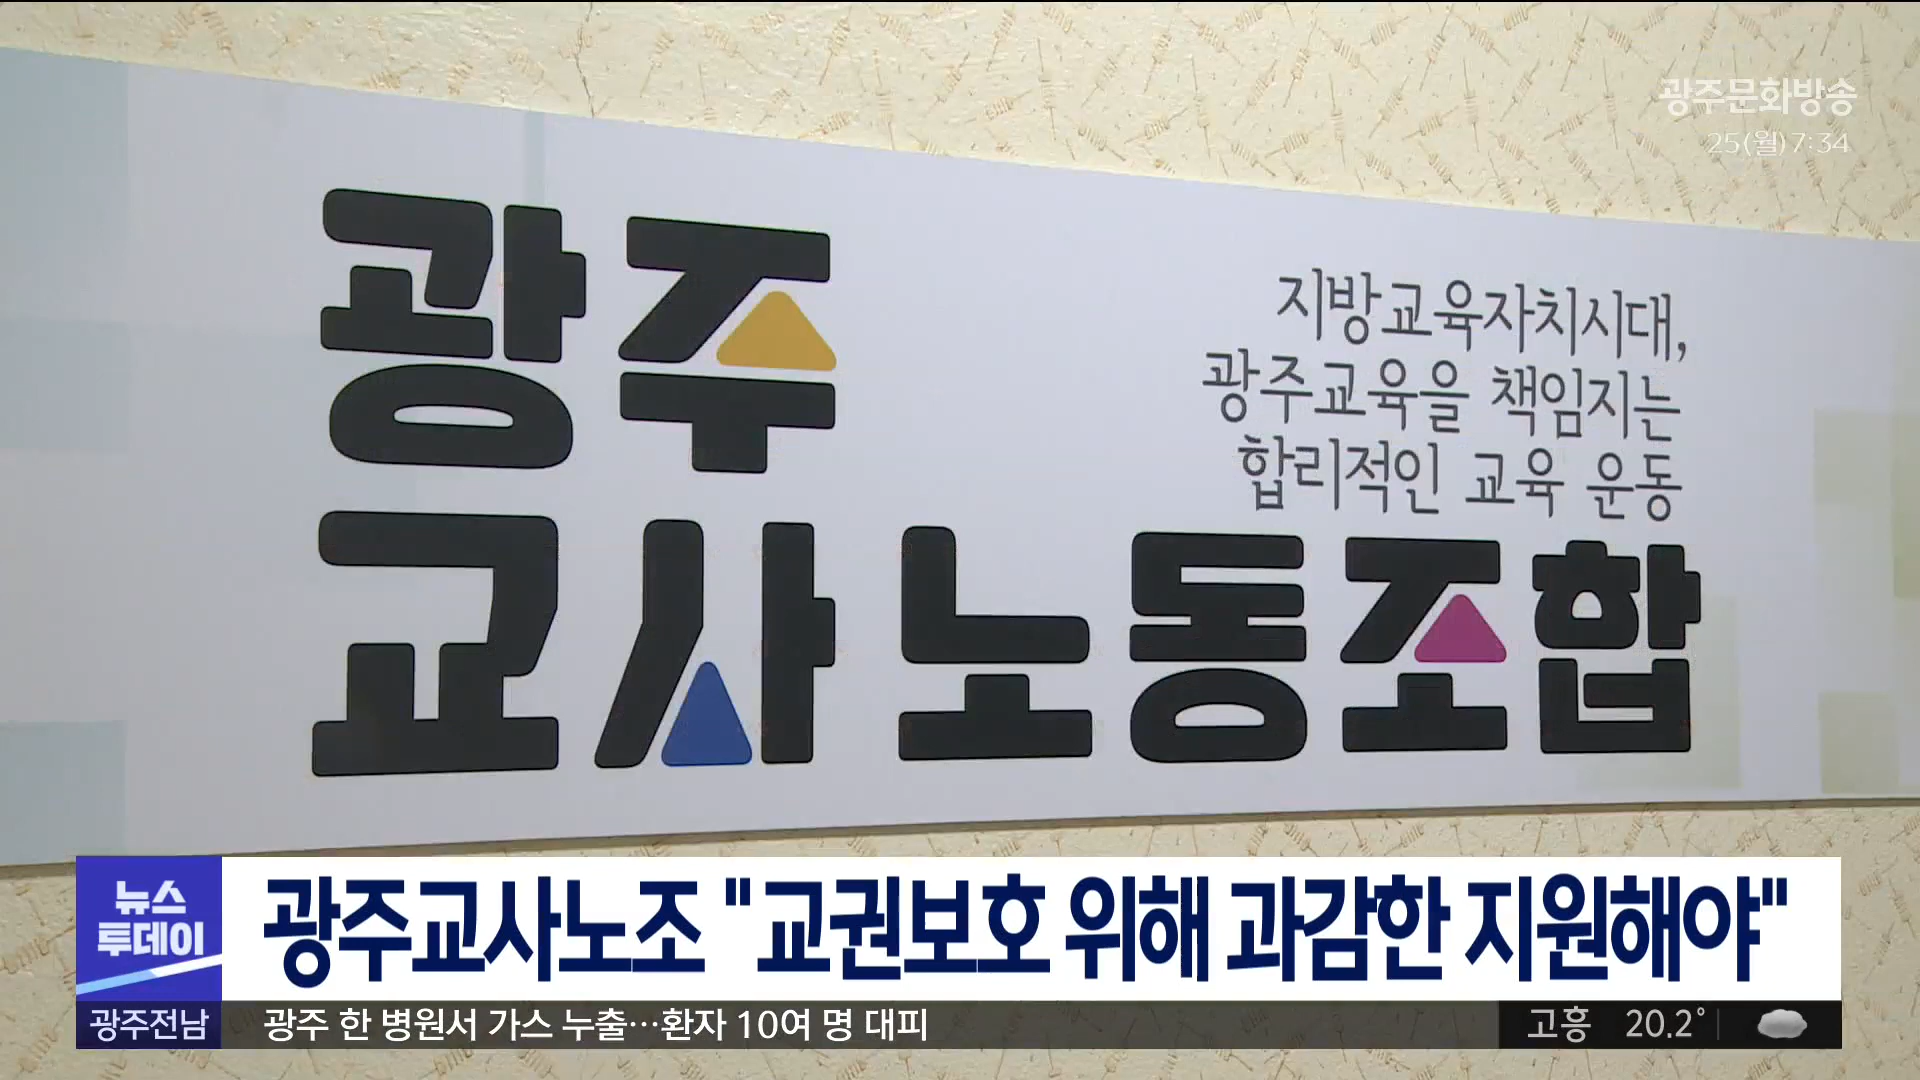 광주문화방송
25(월) 7:34
광주
교사노동조합
지방교육자치시대,
광주교육을 책임지는
합리적인 교육 운동
뉴스
투데이
광주교사노조 "교권보호 위해 과감한 지원해야"
광주전남
광주 한 병원서 가스 누출…환자 10여 명 대피
고흥 20.2°